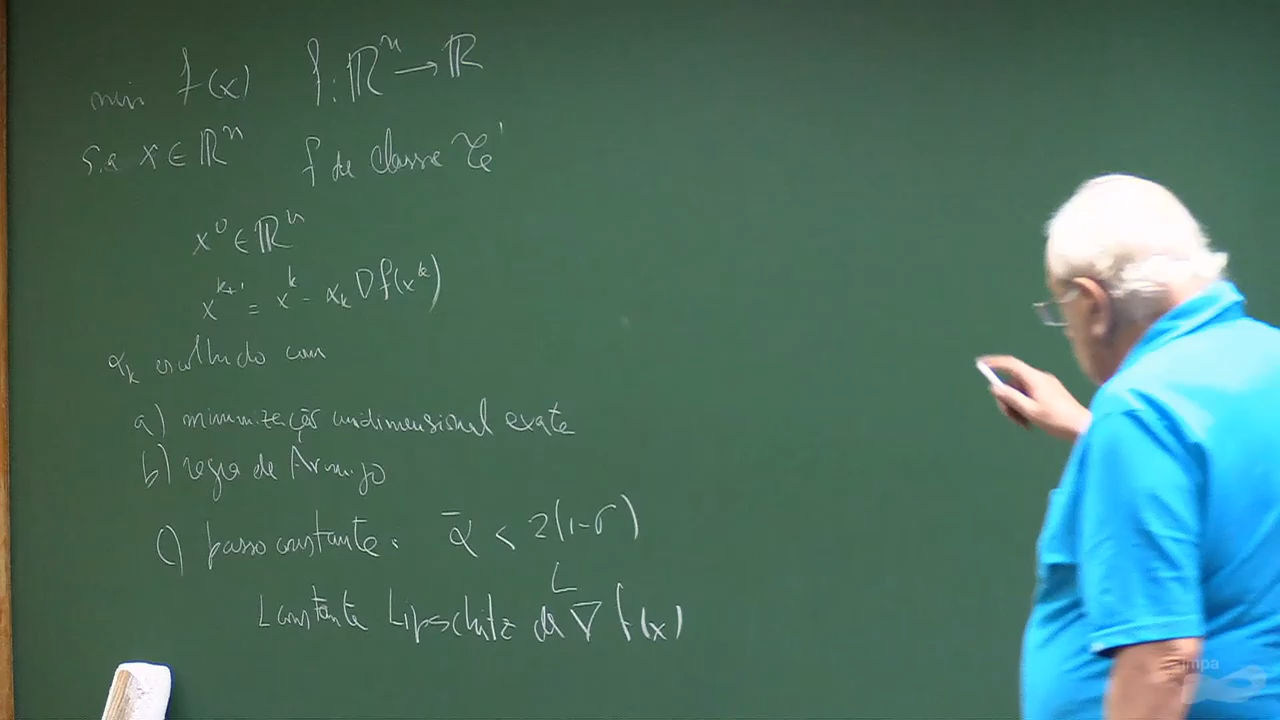 min f(x) f: ℝⁿ → ℝ
s.a x ∈ ℝⁿ f de classe 𝒞¹
x⁰ ∈ ℝⁿ
xᵏ⁺¹ = xᵏ - αₖ ∇f(xᵏ)
αₖ escolhido com
a) minimização unidimensional exata
b) regra de Armijo
c) passo constante: ᾱ < 2(1-σ)
L
L constante Lipschitz de ∇f(x)
impa